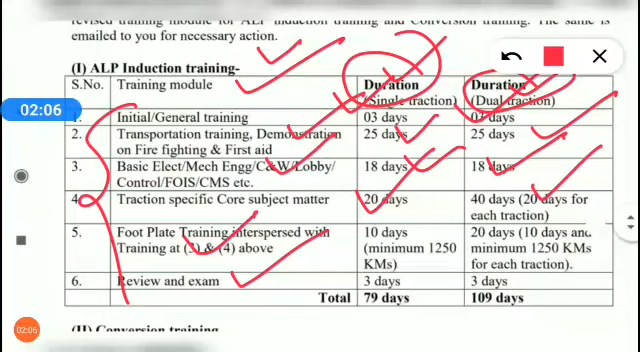 revised training module for ALP induction training and Conversion training. The same is
emailed to you for necessary action.
(I) ALP Induction training-
S.No. Training module Duration (Single traction) Duration (Dual traction)
02:06
1. Initial/General training 03 days 03 days
2. Transportation training, Demonstration 25 days 25 days
on Fire fighting & First aid
3. Basic Elect/Mech Engg/C&W/Lobby/ 18 days 18 days
Control/FOIS/CMS etc.
4. Traction specific Core subject matter 20 days 40 days (20 days for
each traction)
5. Foot Plate Training interspersed with 10 days 20 days (10 days and
Training at (3) & (4) above (minimum 1250 minimum 1250 KMs
KMs) for each traction).
6. Review and exam 3 days 3 days
Total 79 days 109 days
02:06
(II) Conversion training